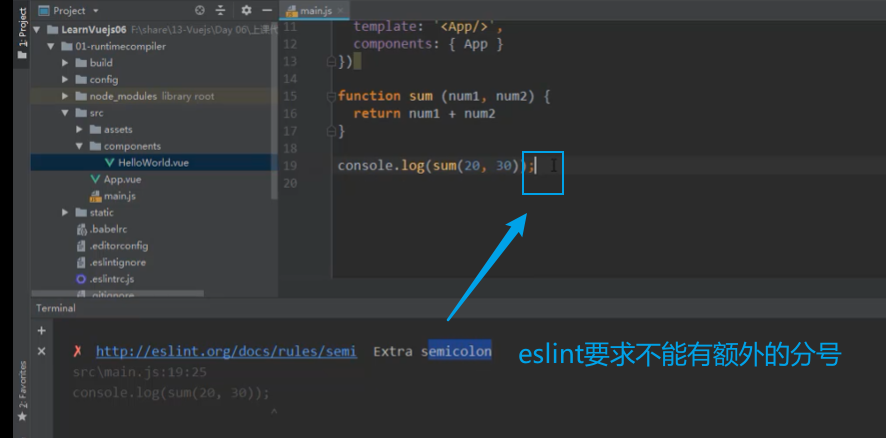 Project
main.js
1: Project
LearnVuejs06 F:\share\13-Vuejs\Day 06\上课代
01-runtimecompiler
build
config
node_modules library root
src
assets
components
HelloWorld.vue
App.vue
main.js
static
.babelrc
.editorconfig
.eslintignore
.eslintrc.js
.gitignore
11 template: '<App/>',
12 components: { App }
13 })
14
15 function sum (num1, num2) {
16 return num1 + num2
17 }
18
19 console.log(sum(20, 30));
20
Terminal
2: Favorites
+
×
✗ http://eslint.org/docs/rules/semi Extra semicolon
src\main.js:19:25
console.log(sum(20, 30));
^
eslint要求不能有额外的分号